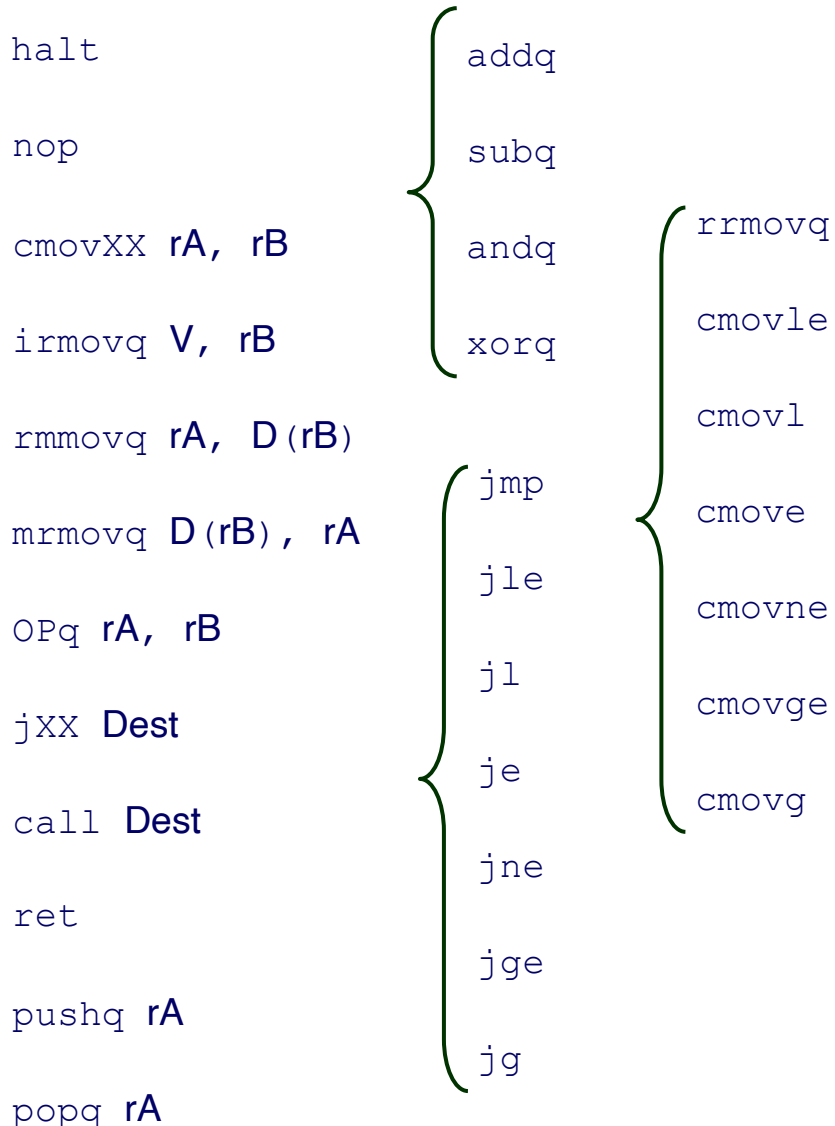 halt
nop
cmovXX rA, rB
irmovq V, rB
rmmovq rA, D(rB)
mrmovq D(rB), rA
OPq rA, rB
jXX Dest
call Dest
ret
pushq rA
popq rA
addq
subq
andq
xorq
jmp
jle
jl
je
jne
jge
jg
rrmovq
cmovle
cmovl
cmove
cmovne
cmovge
cmovg